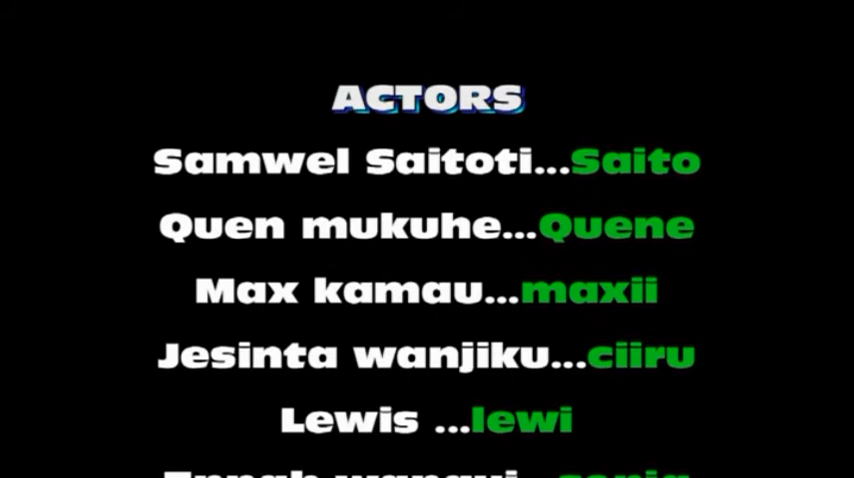 ACTORS
Samwel Saitoti...Saito
Quen mukuhe...Quene
Max kamau...maxii
Jesinta wanjiku...ciiru
Lewis ...lewi